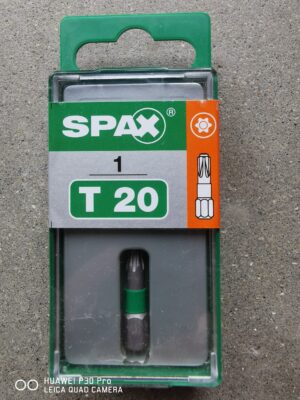 SPAX®
1
T 20
HUAWEI P30 Pro
LEICA QUAD CAMERA